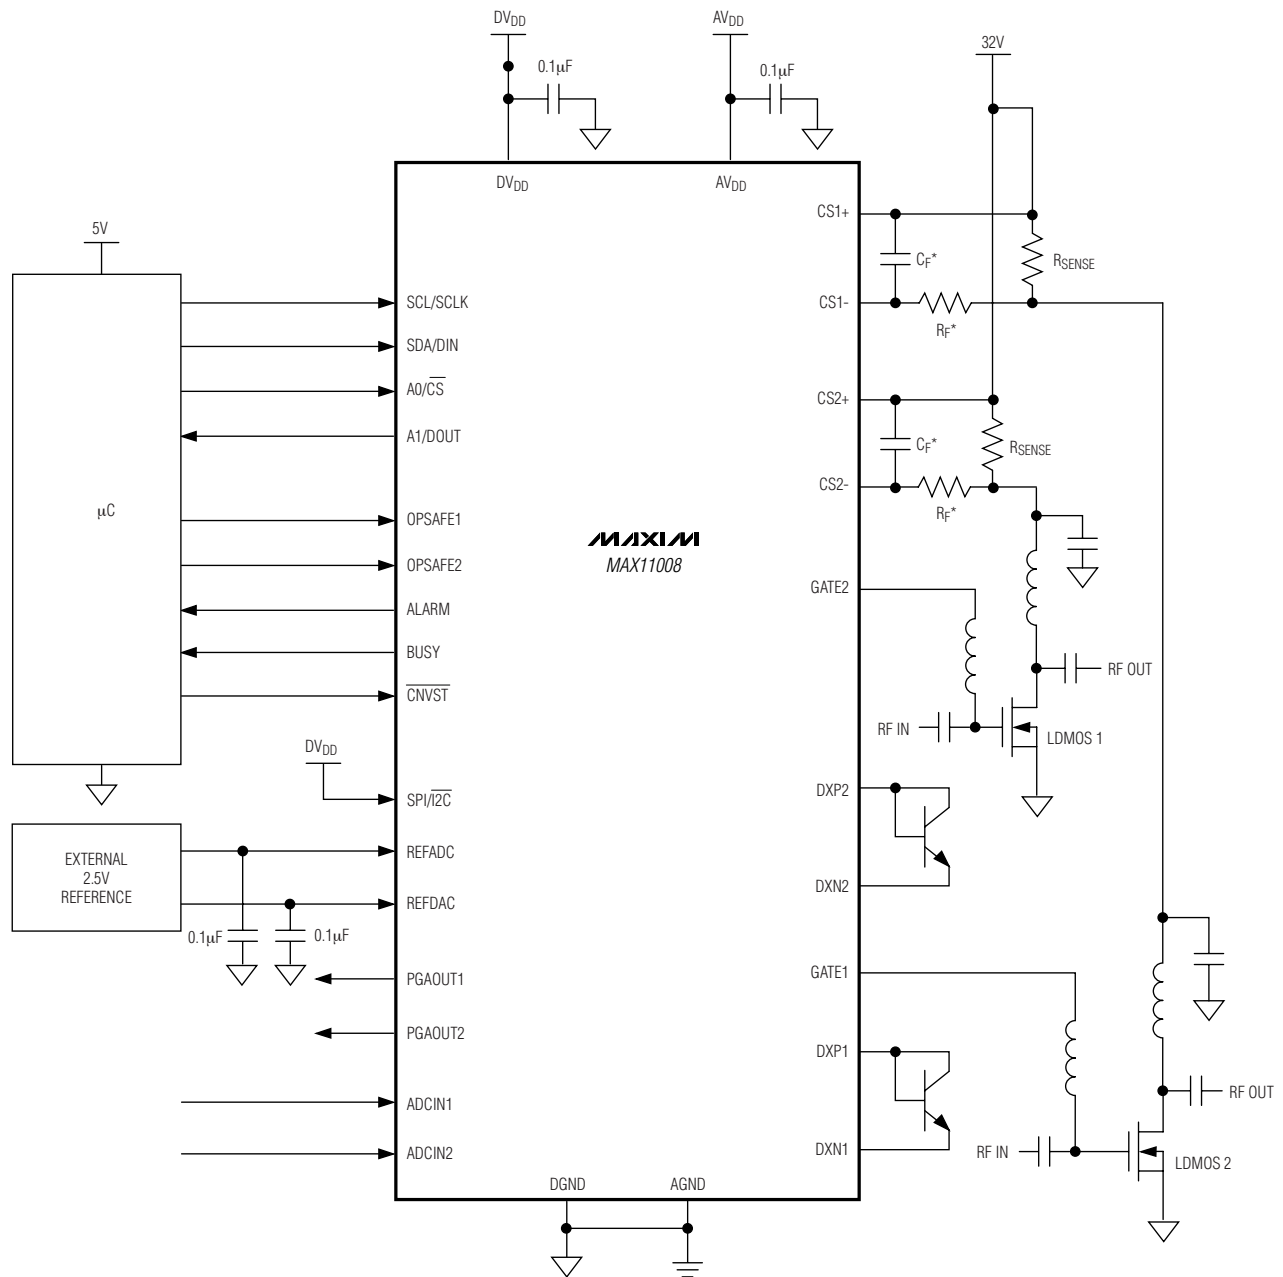 DVDD
AVDD
32V
0.1µF
0.1µF
DVDD
AVDD
CS1+
5V
CF*
RSENSE
SCL/SCLK
CS1-
RF*
SDA/DIN
A0/CS
CS2+
A1/DOUT
CF*
RSENSE
CS2-
µC
RF*
OPSAFE1
MAXIM
MAX11008
OPSAFE2
GATE2
ALARM
BUSY
RF OUT
CNVST
RF IN
LDMOS 1
DVDD
DXP2
SPI/I2C
EXTERNAL
2.5V
REFERENCE
REFADC
DXN2
REFDAC
0.1µF
0.1µF
PGAOUT1
GATE1
PGAOUT2
DXP1
RF OUT
ADCIN1
ADCIN2
DXN1
RF IN
LDMOS 2
DGND
AGND